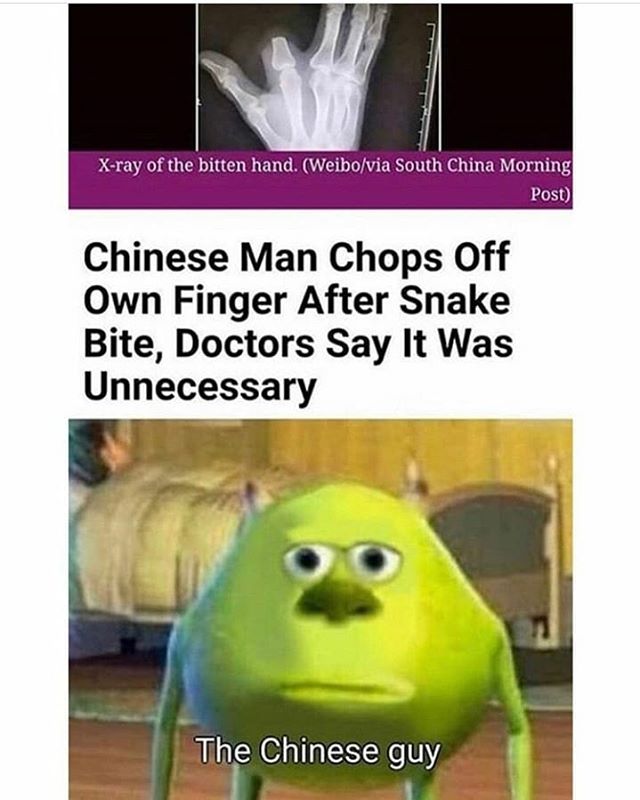 X-ray of the bitten hand. (Weibo/via South China Morning
Post)
Chinese Man Chops Off
Own Finger After Snake
Bite, Doctors Say It Was
Unnecessary
The Chinese guy